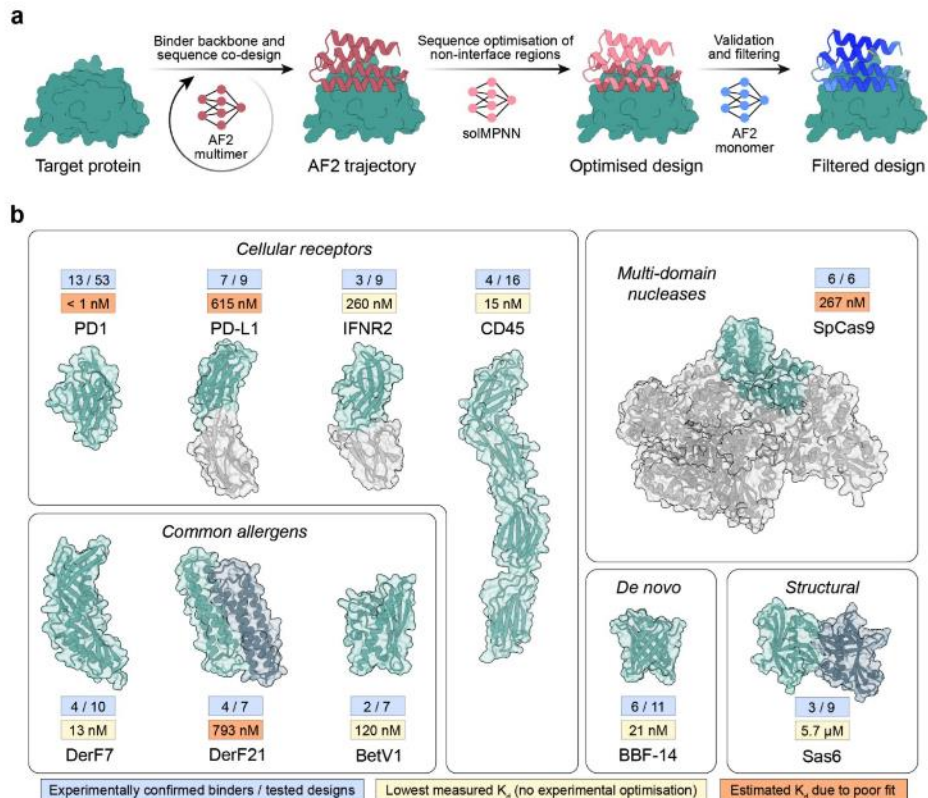 a
Target protein
Binder backbone and
sequence co-design
AF2
multimer
AF2 trajectory
Sequence optimisation of
non-interface regions
solMPNN
Optimised design
Validation
and filtering
AF2
monomer
Filtered design
b
Cellular receptors
13 / 53
< 1 nM
PD1
7 / 9
615 nM
PD-L1
3 / 9
260 nM
IFNR2
4 / 16
15 nM
CD45
Multi-domain
nucleases
6 / 6
267 nM
SpCas9
Common allergens
4 / 10
13 nM
DerF7
4 / 7
793 nM
DerF21
2 / 7
120 nM
BetV1
De novo
6 / 11
21 nM
BBF-14
Structural
3 / 9
5.7 µM
Sas6
Experimentally confirmed binders / tested designs
Lowest measured Kd (no experimental optimisation)
Estimated Kd due to poor fit